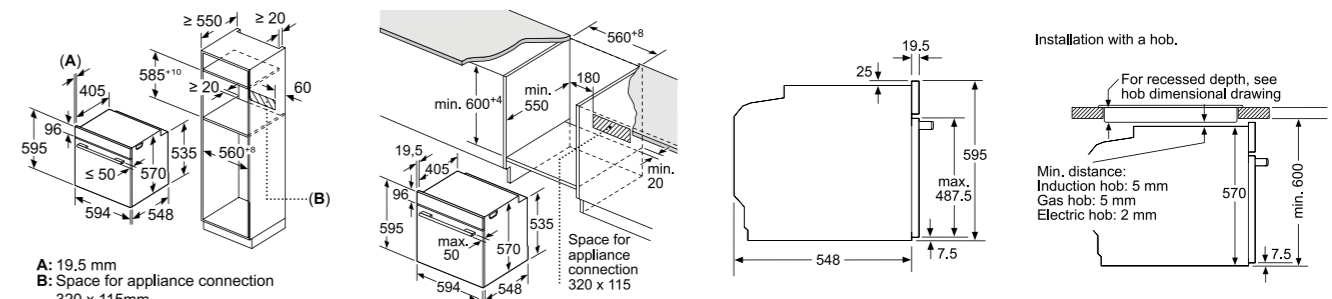 ≥ 550
≥ 20
(A)
585+10
405
≥ 20
60
96
595
≤ 50
570
535
560+8
594
548
(B)
A: 19.5 mm
B: Space for appliance connection
320 x 115mm
560+8
min. 600+4
min.
550
180
19,5
405
min.
20
96
595
max.
50
570
535
594
548
Space for
appliance
connection
320 x 115
19.5
25
595
max.
487.5
548
7.5
Installation with a hob.
For recessed depth, see
hob dimensional drawing
Min. distance:
Induction hob: 5 mm
Gas hob: 5 mm
Electric hob: 2 mm
570
min. 600
7.5